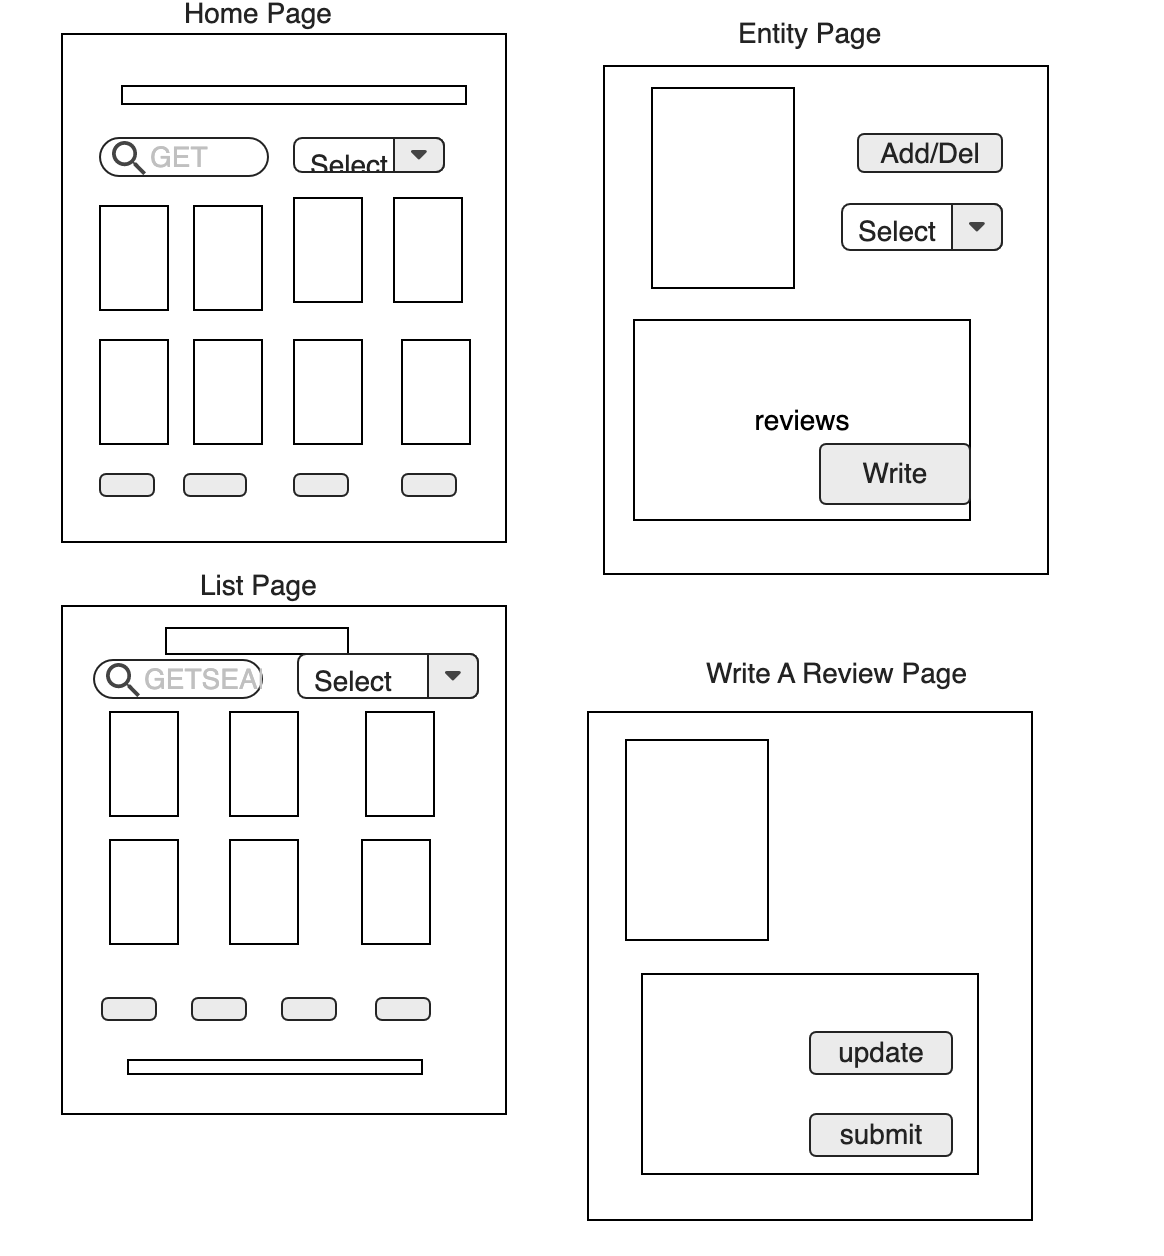 Home Page
GET
Select
Entity Page
Add/Del
Select
reviews
Write
List Page
GETSEA
Select
Write A Review Page
update
submit